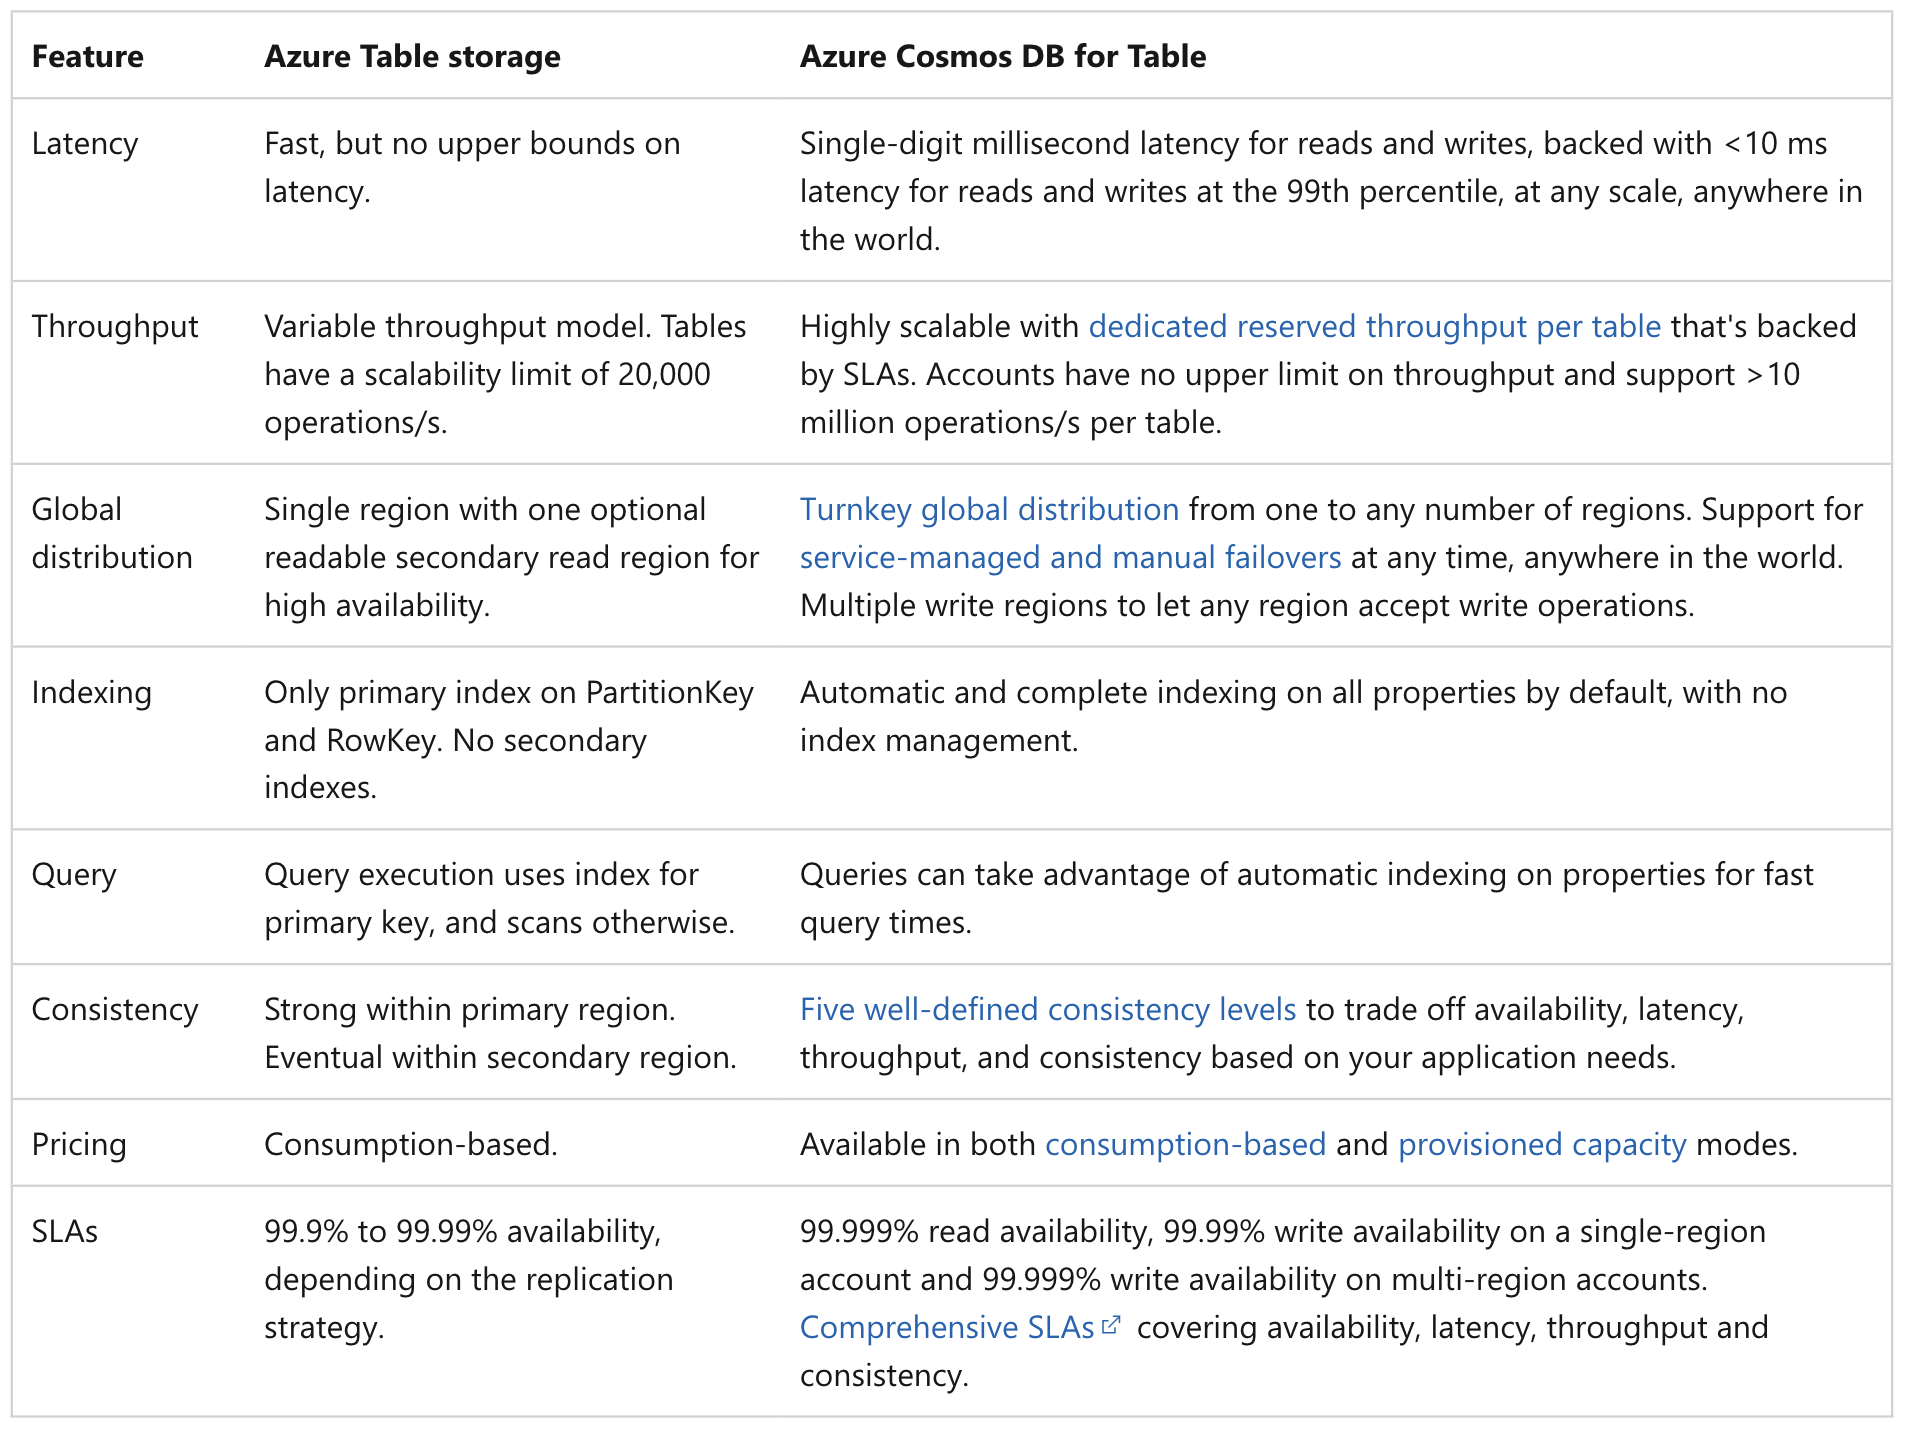 Feature
Azure Table storage
Azure Cosmos DB for Table
Latency
Fast, but no upper bounds on
latency.
Single-digit millisecond latency for reads and writes, backed with <10 ms
latency for reads and writes at the 99th percentile, at any scale, anywhere in
the world.
Throughput
Variable throughput model. Tables
have a scalability limit of 20,000
operations/s.
Highly scalable with dedicated reserved throughput per table that's backed
by SLAs. Accounts have no upper limit on throughput and support >10
million operations/s per table.
Global
distribution
Single region with one optional
readable secondary read region for
high availability.
Turnkey global distribution from one to any number of regions. Support for
service-managed and manual failovers at any time, anywhere in the world.
Multiple write regions to let any region accept write operations.
Indexing
Only primary index on PartitionKey
and RowKey. No secondary
indexes.
Automatic and complete indexing on all properties by default, with no
index management.
Query
Query execution uses index for
primary key, and scans otherwise.
Queries can take advantage of automatic indexing on properties for fast
query times.
Consistency
Strong within primary region.
Eventual within secondary region.
Five well-defined consistency levels to trade off availability, latency,
throughput, and consistency based on your application needs.
Pricing
Consumption-based.
Available in both consumption-based and provisioned capacity modes.
SLAs
99.9% to 99.99% availability,
depending on the replication
strategy.
99.999% read availability, 99.99% write availability on a single-region
account and 99.999% write availability on multi-region accounts.
Comprehensive SLAs covering availability, latency, throughput and
consistency.